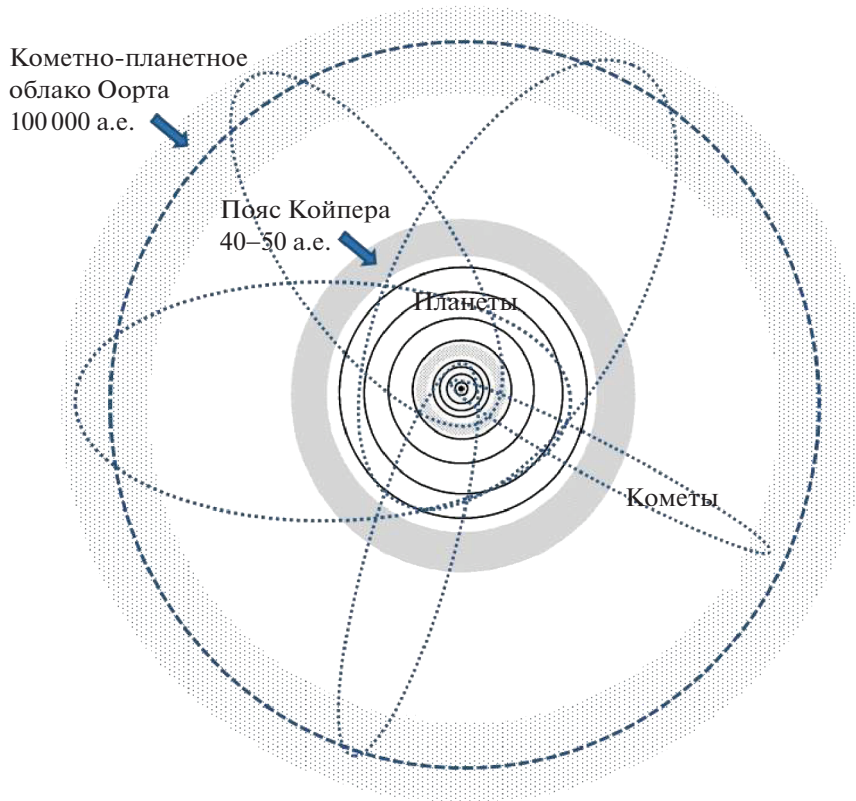 Кометно-планетное
облако Оорта
100 000 а.е.
Пояс Койпера
40–50 а.е.
Планеты
Кометы